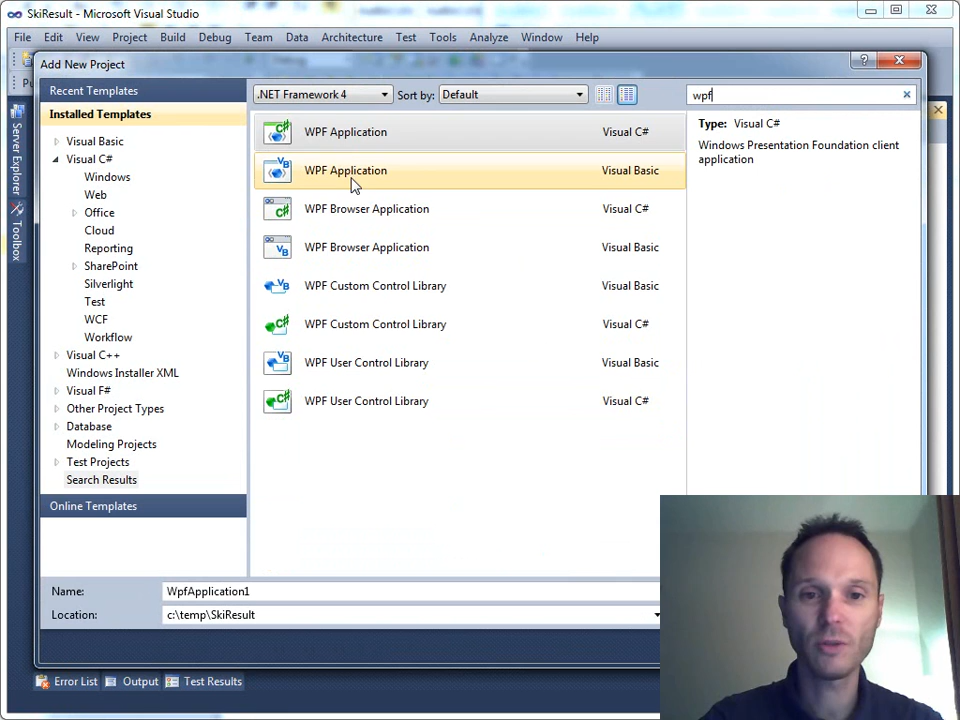 SkiResult - Microsoft Visual Studio
File Edit View Project Build Debug Team Data Architecture Test Tools Analyze Window Help
Add New Project
Recent Templates
Installed Templates
Visual Basic
Visual C#
Windows
Web
Office
Cloud
Reporting
SharePoint
Silverlight
Test
WCF
Workflow
Visual C++
Windows Installer XML
Visual F#
Other Project Types
Database
Modeling Projects
Test Projects
Search Results
Online Templates
.NET Framework 4 Sort by: Default
wpf
WPF Application Visual C#
WPF Application Visual Basic
WPF Browser Application Visual C#
WPF Browser Application Visual Basic
WPF Custom Control Library Visual Basic
WPF Custom Control Library Visual C#
WPF User Control Library Visual Basic
WPF User Control Library Visual C#
Type: Visual C#
Windows Presentation Foundation client
application
Name: WpfApplication1
Location: c:\temp\SkiResult
Server Explorer
Toolbox
Error List Output Test Results